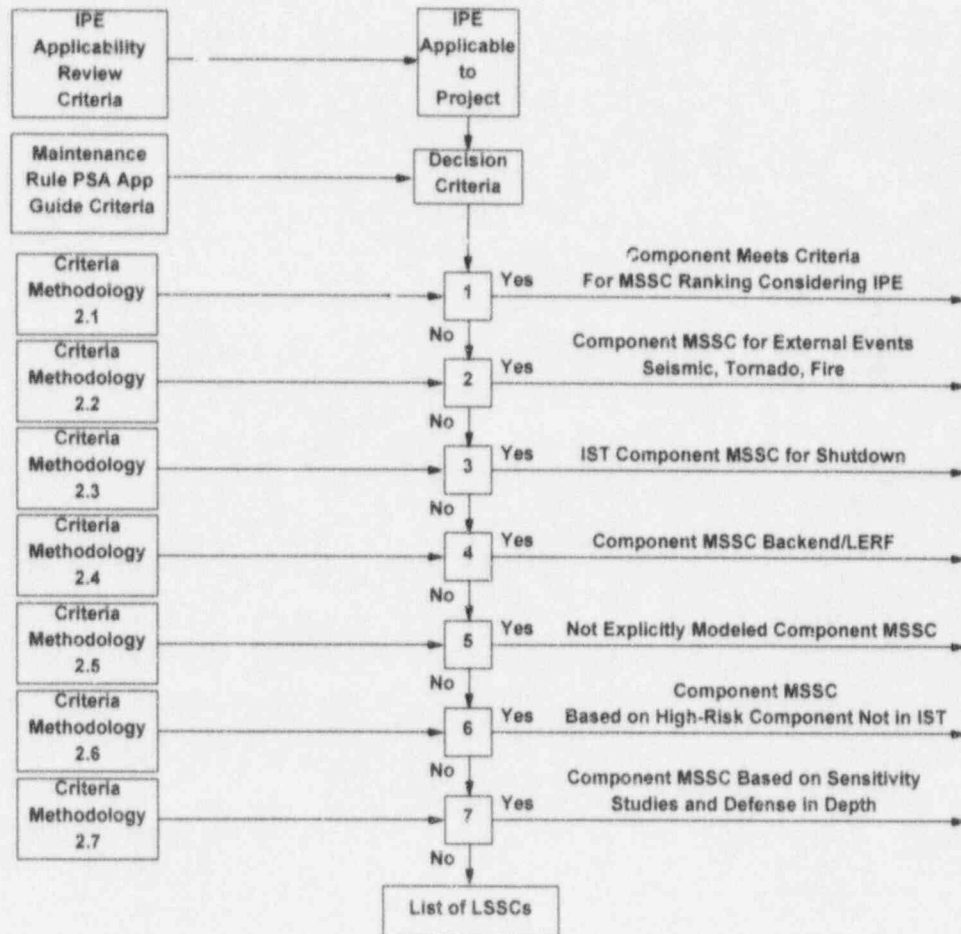 IPE
Applicability
Review
Criteria
IPE
Applicable
to
Project
Maintenance
Rule PSA App
Guide Criteria
Decision
Criteria
Criteria
Methodology
2.1
1
Yes
Component Meets Criteria
For MSSC Ranking Considering IPE
No
Criteria
Methodology
2.2
2
Yes
Component MSSC for External Events
Seismic, Tornado, Fire
No
Criteria
Methodology
2.3
3
Yes
IST Component MSSC for Shutdown
No
Criteria
Methodology
2.4
4
Yes
Component MSSC Backend/LERF
No
Criteria
Methodology
2.5
5
Yes
Not Explicitly Modeled Component MSSC
No
Criteria
Methodology
2.6
6
Yes
Component MSSC
Based on High-Risk Component Not in IST
No
Criteria
Methodology
2.7
7
Yes
Component MSSC Based on Sensitivity
Studies and Defense in Depth
No
List of LSSCs